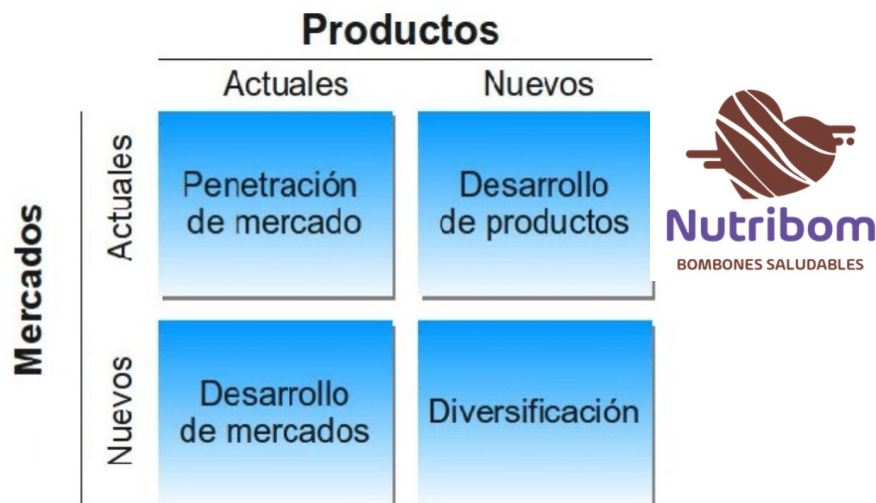 Productos
Actuales
Nuevos
Mercados
Actuales
Penetración
de mercado
Desarrollo
de productos
Nuevos
Desarrollo
de mercados
Diversificación
Nutribom
BOMBONES SALUDABLES